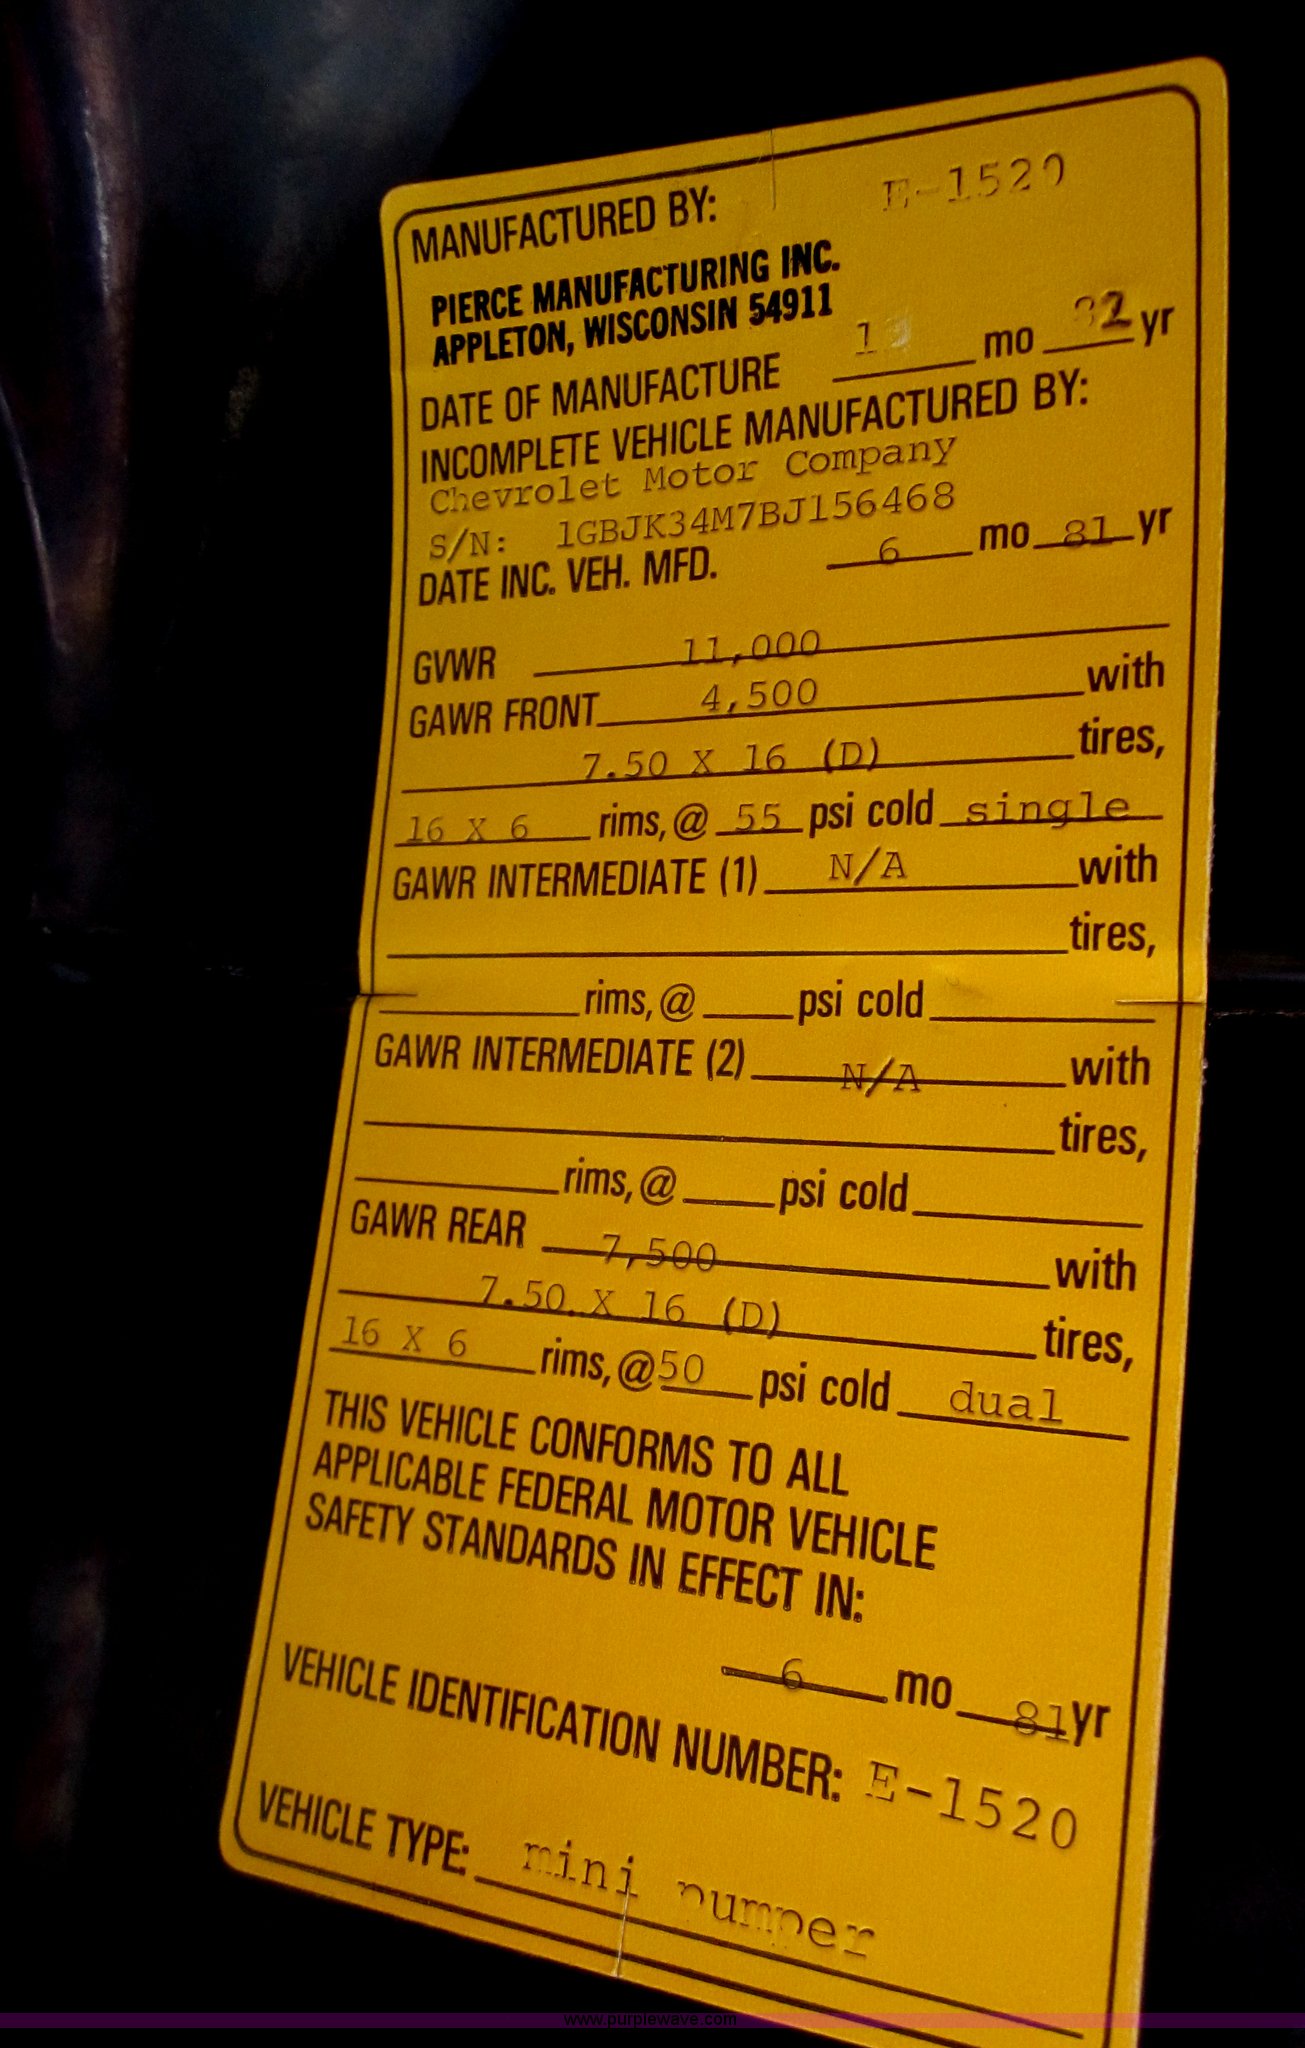 MANUFACTURED BY: E-1520
PIERCE MANUFACTURING INC.
APPLETON, WISCONSIN 54911
DATE OF MANUFACTURE mo yr
INCOMPLETE VEHICLE MANUFACTURED BY:
Chevrolet Motor Company
S/N: 1GBJK34M7BJ156468
DATE INC. VEH. MFD. 6 mo 81 yr
GVWR 11,000
GAWR FRONT 4,500 with
7.50 X 16 (D) tires,
16 X 6 rims, @ 55 psi cold single
GAWR INTERMEDIATE (1) N/A with
tires,
rims, @ psi cold
GAWR INTERMEDIATE (2) N/A with
tires,
rims, @ psi cold
GAWR REAR 7,500 with
7.50 X 16 (D) tires,
16 X 6 rims, @ 50 psi cold dual
THIS VEHICLE CONFORMS TO ALL
APPLICABLE FEDERAL MOTOR VEHICLE
SAFETY STANDARDS IN EFFECT IN:
6 mo 81 yr
VEHICLE IDENTIFICATION NUMBER: E-1520
VEHICLE TYPE: mini pumper
www.purplewave.com